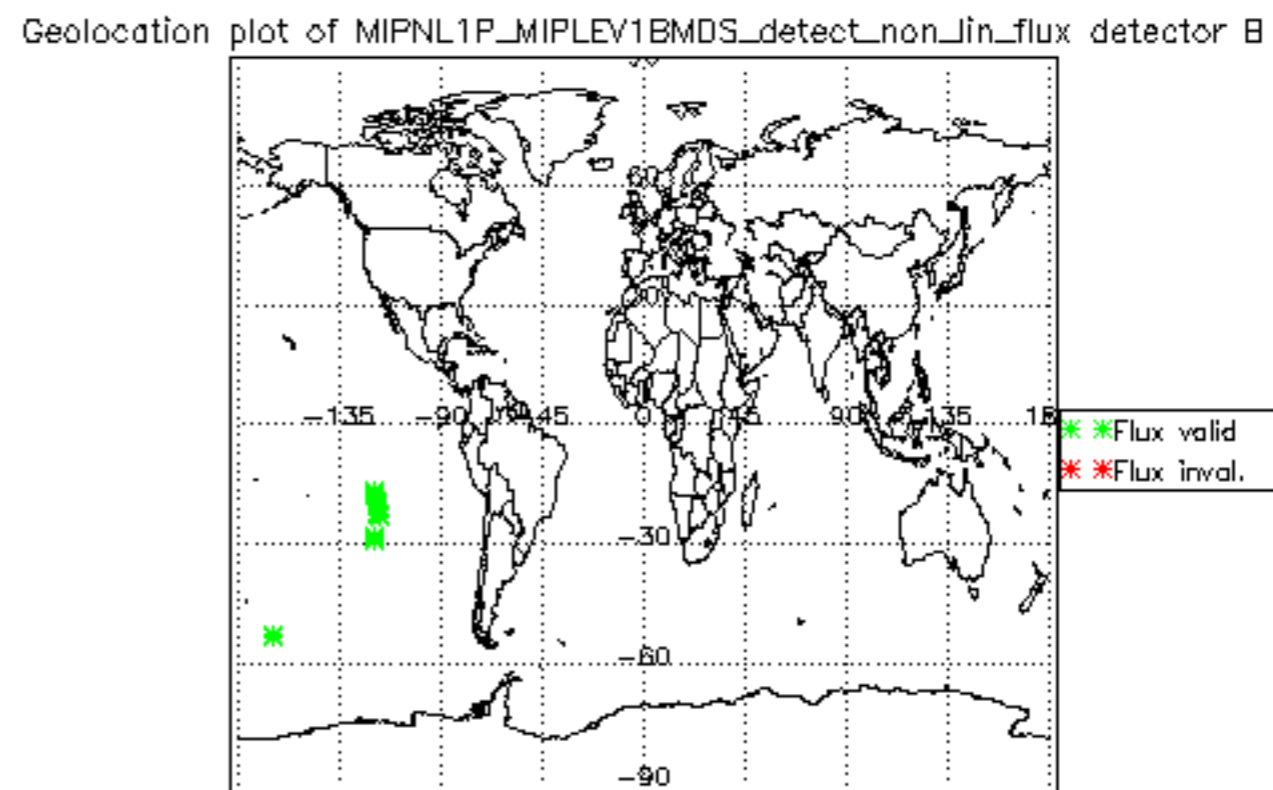 Geolocation plot of MIPNL1P_MIPLEV1BMDS_detect_non_lin_flux detector B
60
-135 -90 45 0 45 90 135
Flux valid
Flux inval.
-30
-60
-90